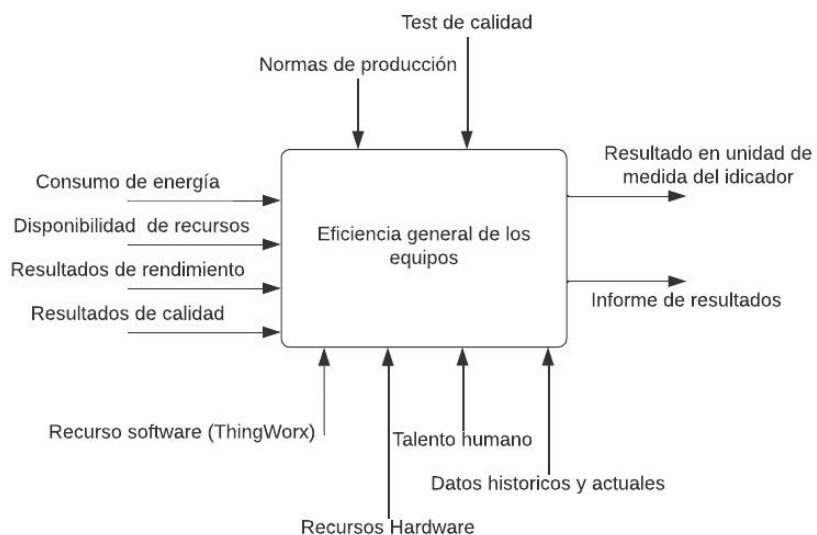 Test de calidad
Normas de producción
Consumo de energía
Disponibilidad de recursos
Resultados de rendimiento
Resultados de calidad
Eficiencia general de los
equipos
Resultado en unidad de
medida del idicador
Informe de resultados
Recurso software (ThingWorx)
Talento humano
Datos historicos y actuales
Recursos Hardware